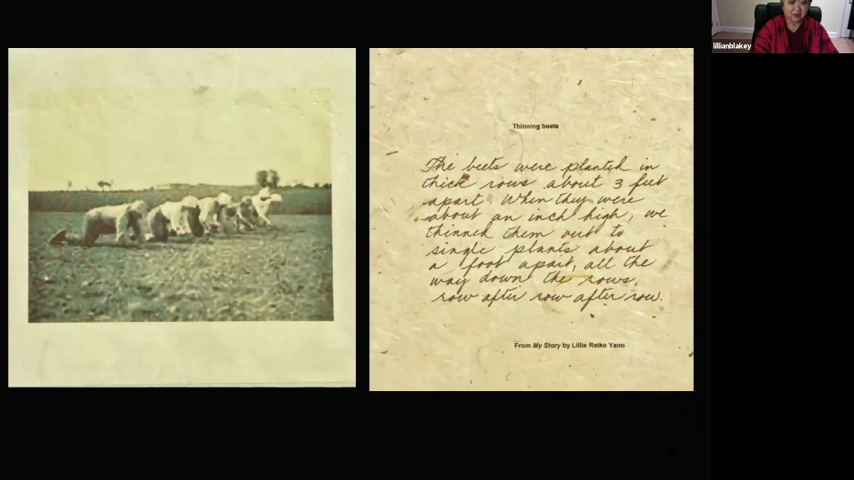 lillianblakey
Thinning beets
The beets were planted in
thick rows about 3 feet
apart. When they were
about an inch high, we
thinned them out to
single plants about
a foot apart, all the
way down the rows,
row after row after row.
From My Story by Lillie Reiko Yano